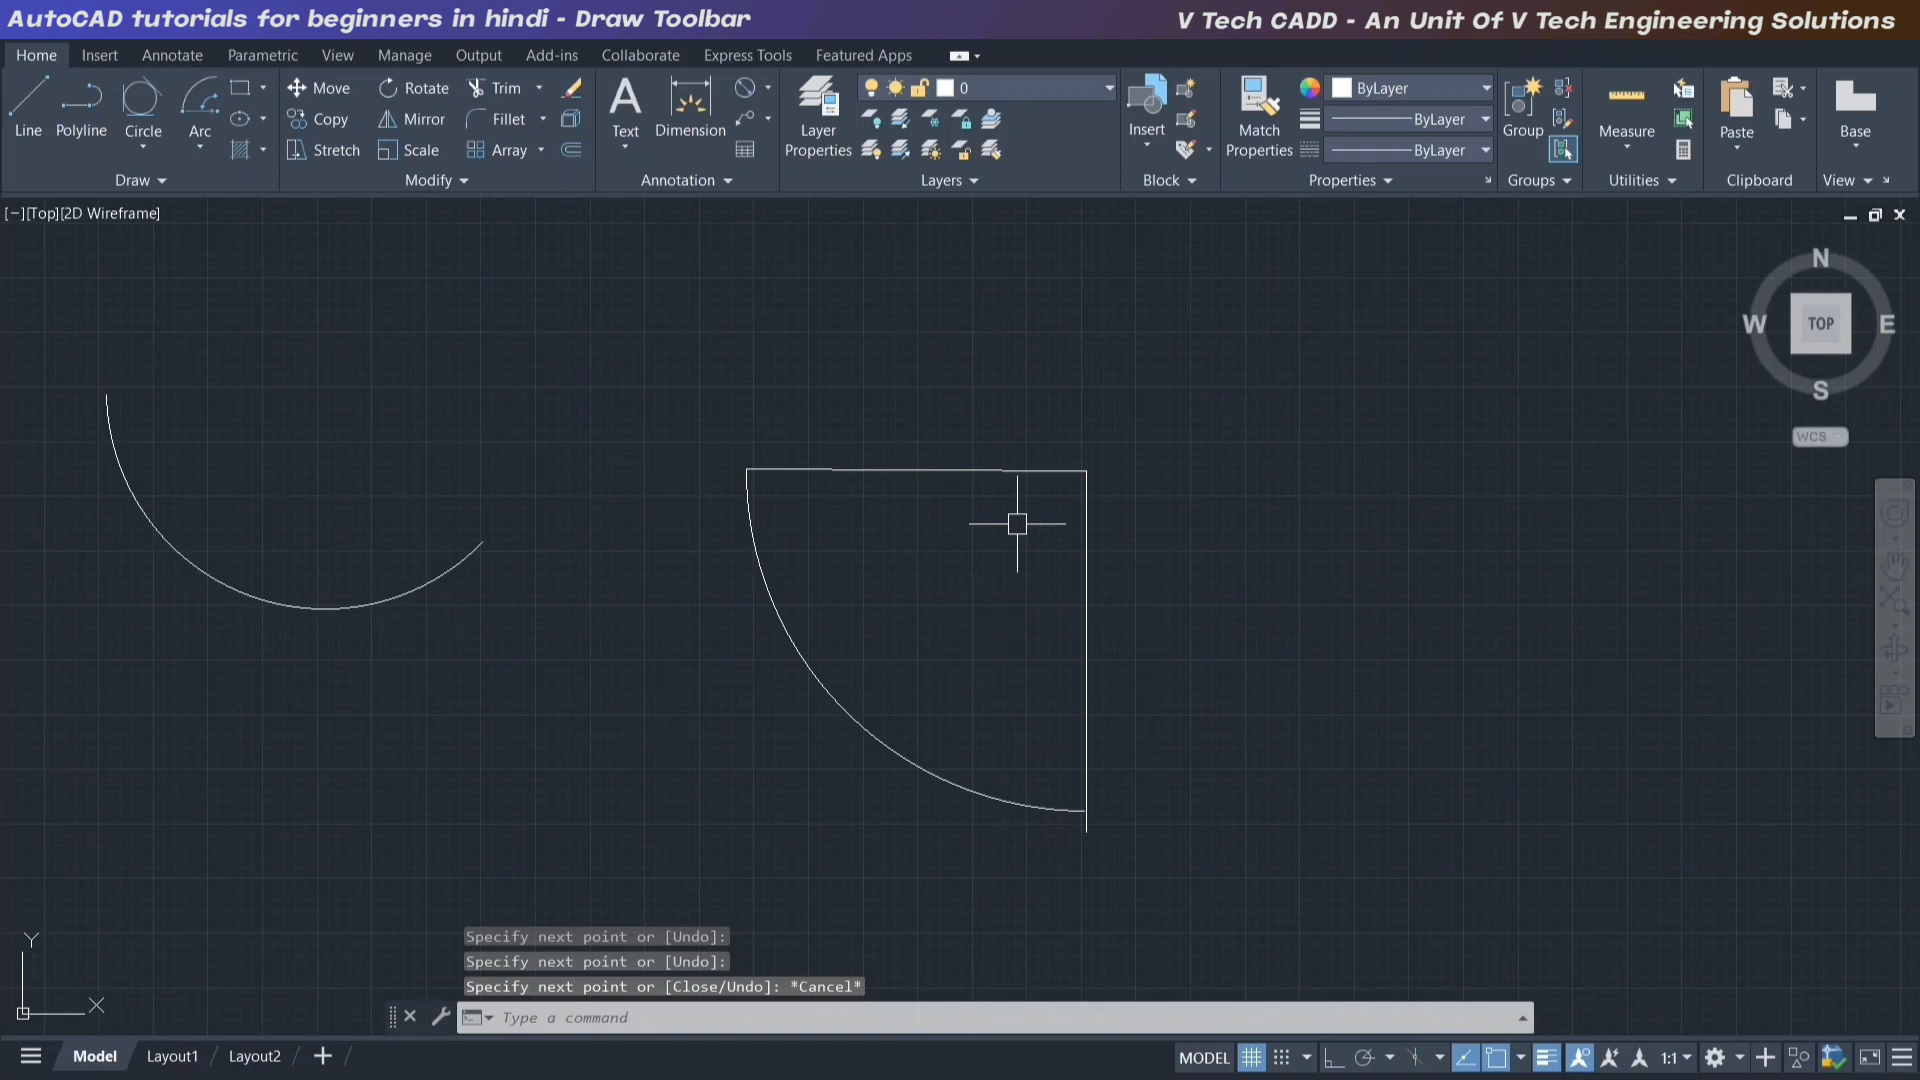 AutoCAD tutorials for beginners in hindi - Draw Toolbar
V Tech CADD - An Unit Of V Tech Engineering Solutions
Home Insert Annotate Parametric View Manage Output Add-ins Collaborate Express Tools Featured Apps
Line Polyline Circle Arc
Move Rotate Trim
Copy Mirror Fillet
Stretch Scale Array
Text Dimension
Layer Properties
0
Insert
Match Properties
ByLayer
ByLayer
ByLayer
Group
Measure
Paste
Base
Draw Modify Annotation Layers Block Properties Groups Utilities Clipboard View
[−][Top][2D Wireframe]
N
W TOP E
S
WCS
Y
X
Specify next point or [Undo]:
Specify next point or [Undo]:
Specify next point or [Close/Undo]: *Cancel*
Type a command
Model Layout1 Layout2
MODEL 1:1